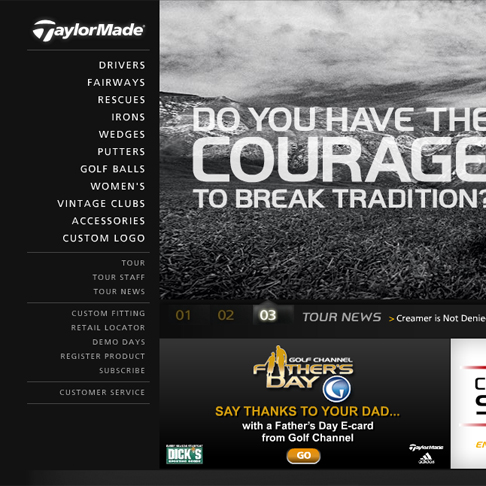 TaylorMade
DRIVERS
FAIRWAYS
RESCUES
IRONS
WEDGES
PUTTERS
GOLF BALLS
WOMEN'S
VINTAGE CLUBS
ACCESSORIES
CUSTOM LOGO
TOUR
TOUR STAFF
TOUR NEWS
CUSTOM FITTING
RETAIL LOCATOR
DEMO DAYS
REGISTER PRODUCT
SUBSCRIBE
CUSTOMER SERVICE
DO YOU HAVE THE
COURAGE
TO BREAK TRADITION?
01 02 03 TOUR NEWS > Creamer is Not Denie
GOLF CHANNEL
FATHER'S
DAY G
SAY THANKS TO YOUR DAD...
with a Father's Day E-card
from Golf Channel
GO
DICK'S
TaylorMade
adidas